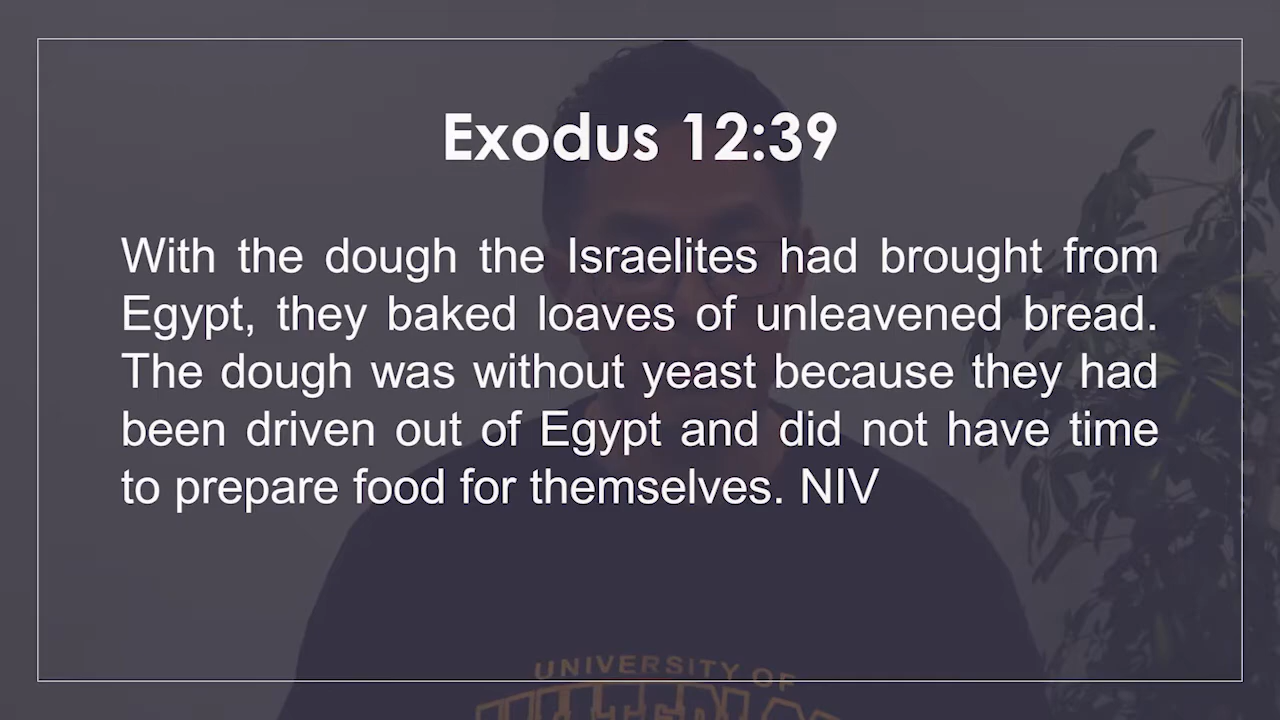 Exodus 12:39
With the dough the Israelites had brought from
Egypt, they baked loaves of unleavened bread.
The dough was without yeast because they had
been driven out of Egypt and did not have time
to prepare food for themselves. NIV
UNIVERSITY OF